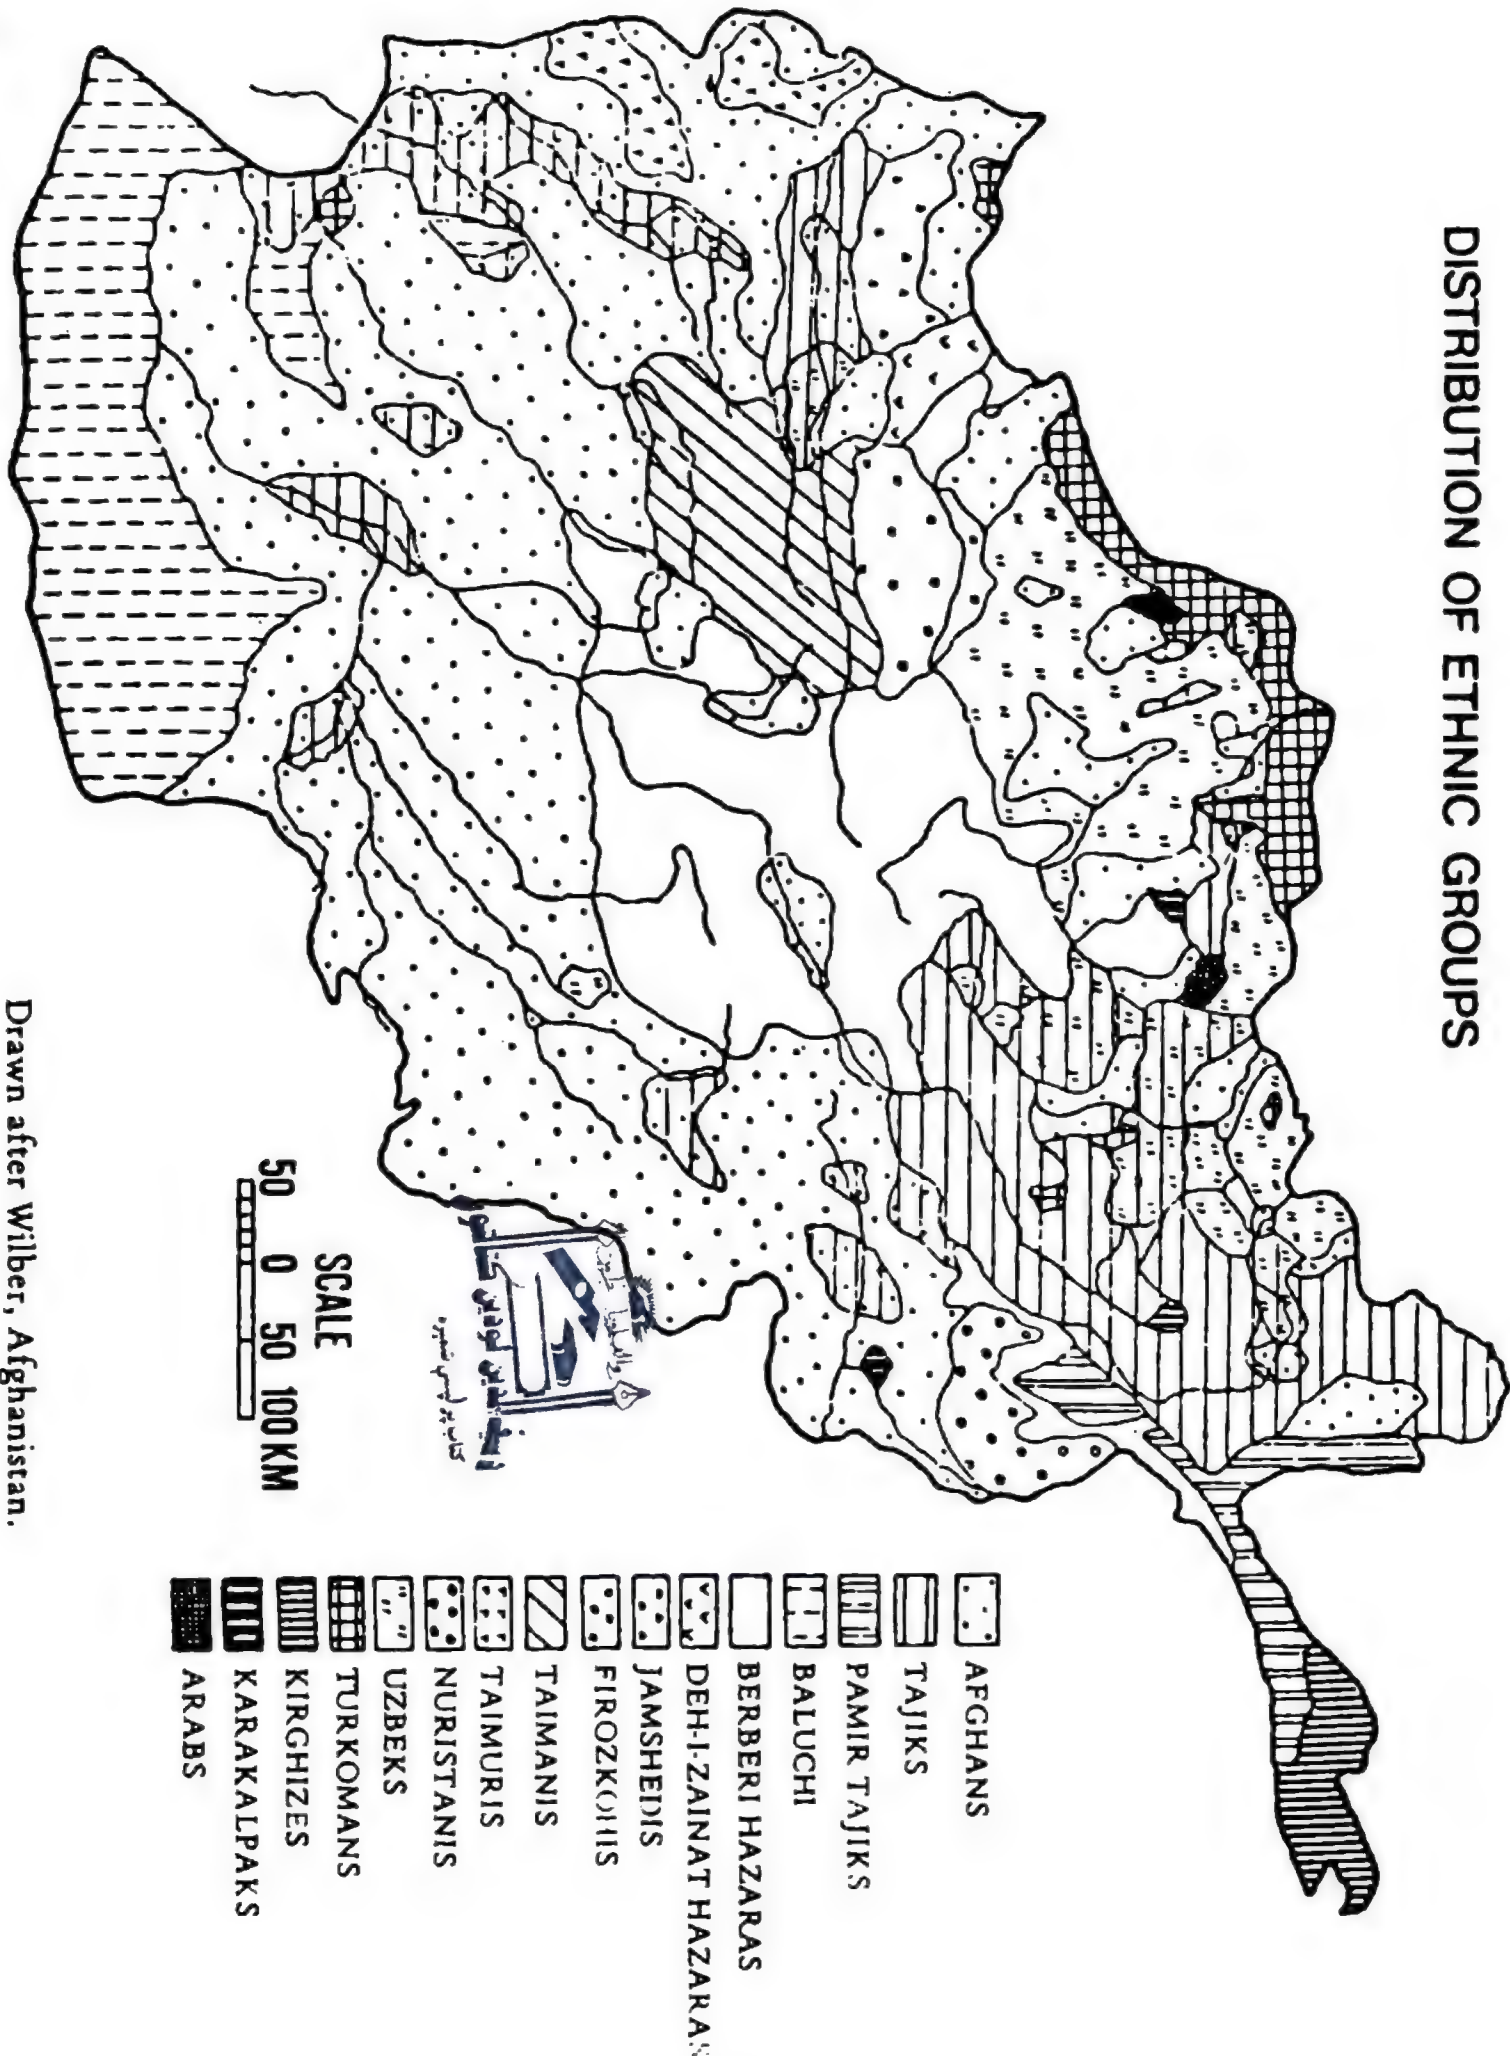 DISTRIBUTION OF ETHNIC GROUPS
AFGHANS
TAJIKS
PAMIR TAJIKS
BALUCHI
BERBERI HAZARAS
DEH-I-ZAINAT HAZARAS
JAMSHEDIS
FIROZKOHIS
TAIMANIS
TAIMURIS
NURISTANIS
UZBEKS
TURKOMANS
KIRGHIZES
KARAKALPAKS
ARABS
SCALE
50 0 50 100 KM
Drawn after Wilber, Afghanistan.